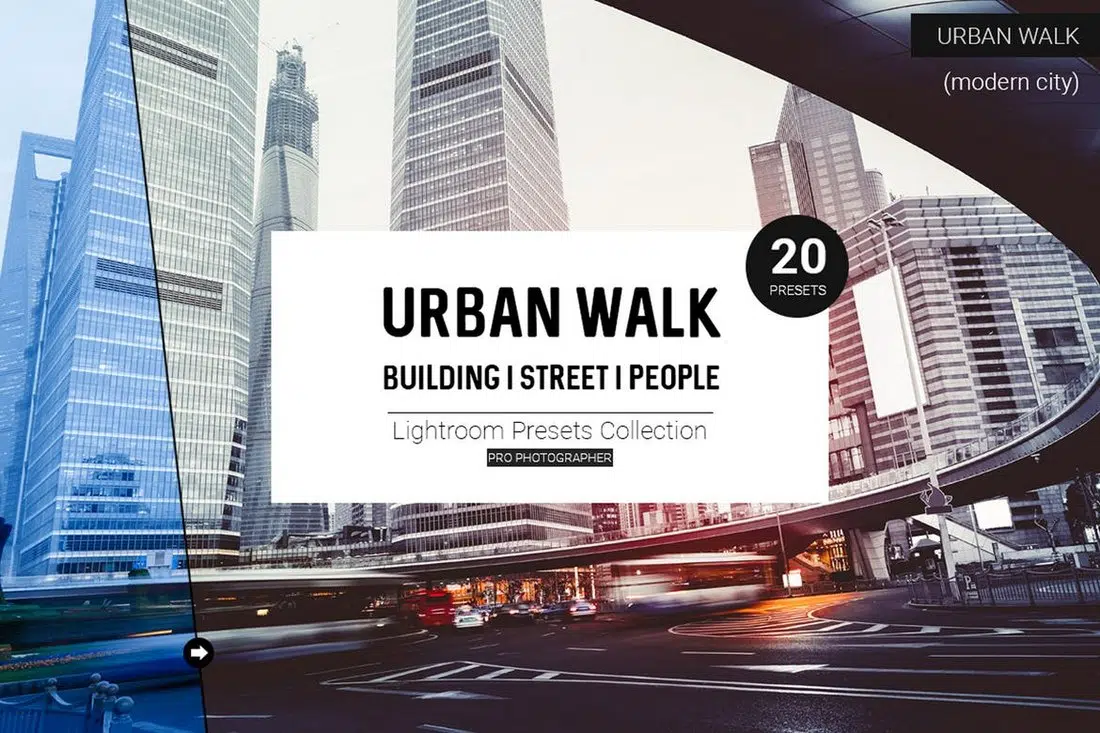 URBAN WALK
(modern city)
20
PRESETS
URBAN WALK
BUILDING | STREET | PEOPLE
Lightroom Presets Collection
PRO PHOTOGRAPHER